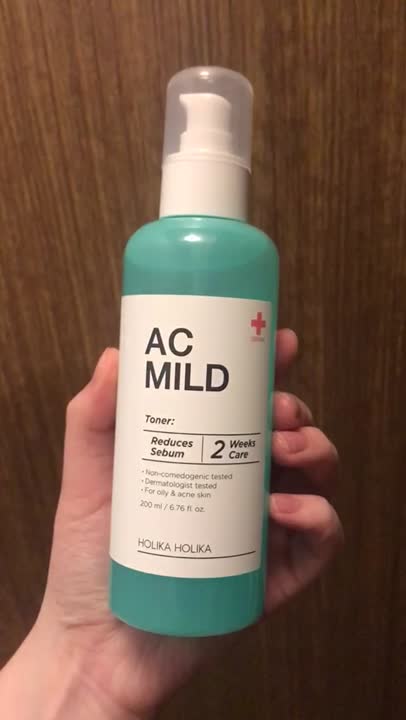 AC
MILD
Toner:
Reduces
Sebum
2 Weeks
Care
• Non-comedogenic tested
• Dermatologist tested
• For oily & acne skin
200 ml / 6.76 fl. oz.
HOLIKA HOLIKA